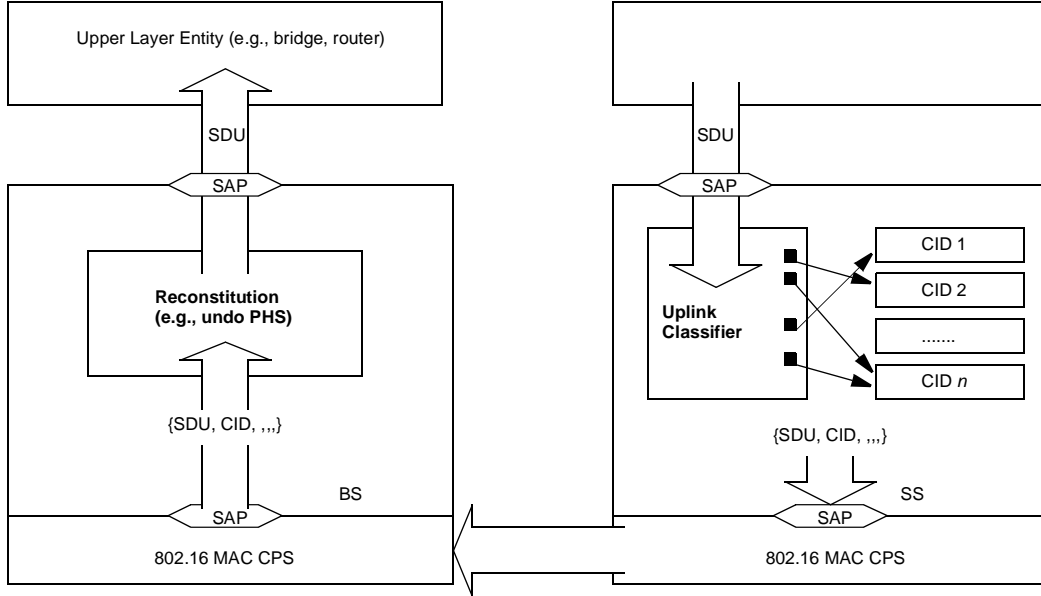 Upper Layer Entity (e.g., bridge, router)
SDU
SAP
Reconstitution
(e.g., undo PHS)
{SDU, CID, ,,,}
BS
SAP
802.16 MAC CPS
SDU
SAP
Uplink
Classifier
CID 1
CID 2
.......
CID n
{SDU, CID, ,,,}
SS
SAP
802.16 MAC CPS